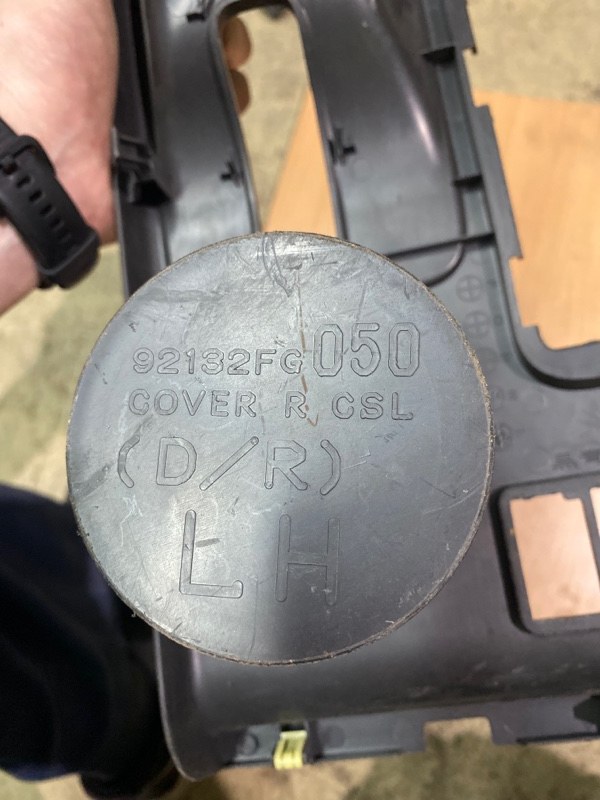 92132FG050
COVER R CSL
(D/R)
LH